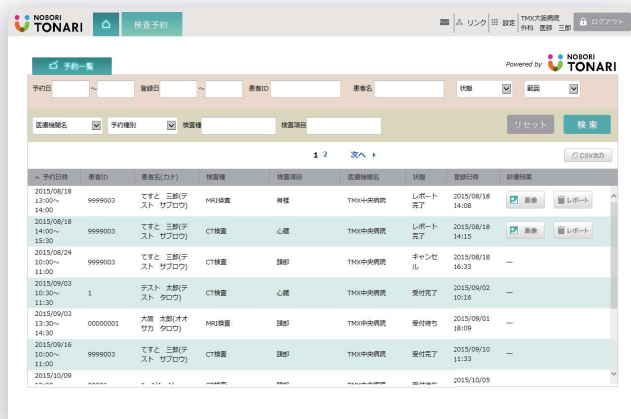 NOBORI
TONARI
検査予約
リンク
設定
TMX大阪病院
外科 医師 三郎
ログアウト
予約一覧
Powered by NOBORI
TONARI
予約日 ～ 登録日 ～ 患者ID 患者名 状態 範囲
医療機関名 予約種別 検査種 検査項目 リセット 検索
1 2 次へ
CSV出力
予約日時 患者ID 患者名(カナ) 検査種 検査項目 医療機関名 状態 登録日時 診療結果
2015/08/18
13:00～
14:00
9999003
てすと 三郎(テ
スト サブロウ)
MRI検査
脊椎
TMX中央病院
レポート
完了
2015/08/18
14:08
画像
レポート
2015/08/18
14:00～
15:30
9999003
てすと 三郎(テ
スト サブロウ)
CT検査
心臓
TMX中央病院
レポート
完了
2015/08/18
14:15
画像
レポート
2015/08/24
10:00～
11:00
9999003
てすと 三郎(テ
スト サブロウ)
CT検査
頭部
TMX中央病院
キャンセ
ル
2015/08/18
16:33
—
2015/09/03
10:30～
11:30
1
テスト 太郎(テ
スト タロウ)
CT検査
心臓
TMX中央病院
受付完了
2015/09/02
10:16
—
2015/09/03
13:30～
14:30
00000001
大阪 太郎(オオ
サカ タロウ)
MRI検査
頭部
TMX中央病院
受付待ち
2015/09/01
18:09
—
2015/09/16
10:00～
11:00
9999003
てすと 三郎(テ
スト サブロウ)
CT検査
頭部
TMX中央病院
受付完了
2015/09/10
11:33
—
2015/10/09
2015/10/05